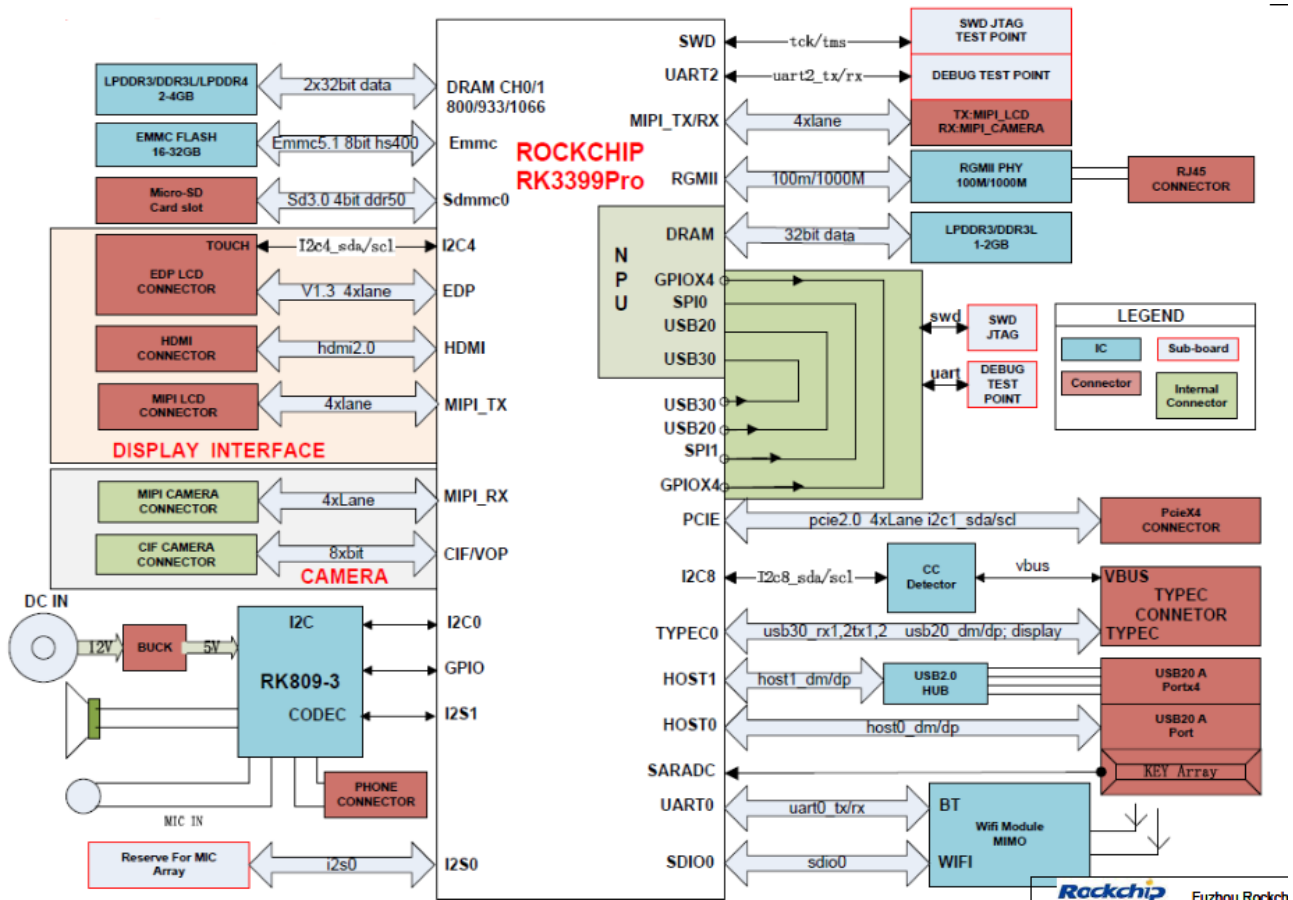 SWD JTAG
TEST POINT
SWD
tck/tms
UART2
uart2_tx/rx
DEBUG TEST POINT
LPDDR3/DDR3L/LPDDR4
2-4GB
2x32bit data
DRAM CH0/1
800/933/1066
MIPI_TX/RX
4xlane
TX:MIPI_LCD
RX:MIPI_CAMERA
EMMC FLASH
16-32GB
Emmc5.1 8bit hs400
Emmc
ROCKCHIP
RK3399Pro
RGMII
100m/1000M
RGMII PHY
100M/1000M
RJ45
CONNECTOR
Micro-SD
Card slot
Sd3.0 4bit ddr50
Sdmmc0
DRAM
32bit data
LPDDR3/DDR3L
1-2GB
TOUCH
I2c4_sda/scl
I2C4
EDP LCD
CONNECTOR
V1.3 4xlane
EDP
HDMI
CONNECTOR
hdmi2.0
HDMI
MIPI LCD
CONNECTOR
4xlane
MIPI_TX
DISPLAY INTERFACE
N
P
U
GPIOX4
SPI0
USB20
USB30
USB30
USB20
SPI1
GPIOX4
swd
SWD
JTAG
uart
DEBUG
TEST
POINT
LEGEND
IC
Sub-board
Connector
Internal
Connector
MIPI CAMERA
CONNECTOR
4xLane
MIPI_RX
CIF CAMERA
CONNECTOR
8xbit
CIF/VOP
CAMERA
PCIE
pcie2.0 4xLane i2c1_sda/scl
PcieX4
CONNECTOR
I2C8
I2c8_sda/scl
CC
Detector
vbus
VBUS
TYPEC
CONNETOR
TYPEC
TYPEC0
usb30_rx1,2tx1,2 usb20_dm/dp; display
DC IN
12V
BUCK
5V
I2C
RK809-3
CODEC
I2C0
GPIO
I2S1
HOST1
host1_dm/dp
USB2.0
HUB
USB20 A
Portx4
HOST0
host0_dm/dp
USB20 A
Port
SARADC
KEY Array
PHONE
CONNECTOR
MIC IN
UART0
uart0_tx/rx
BT
Wifi Module
MIMO
WIFI
SDIO0
sdio0
Reserve For MIC
Array
i2s0
I2S0
Rockchip
Fuzhou Rockch